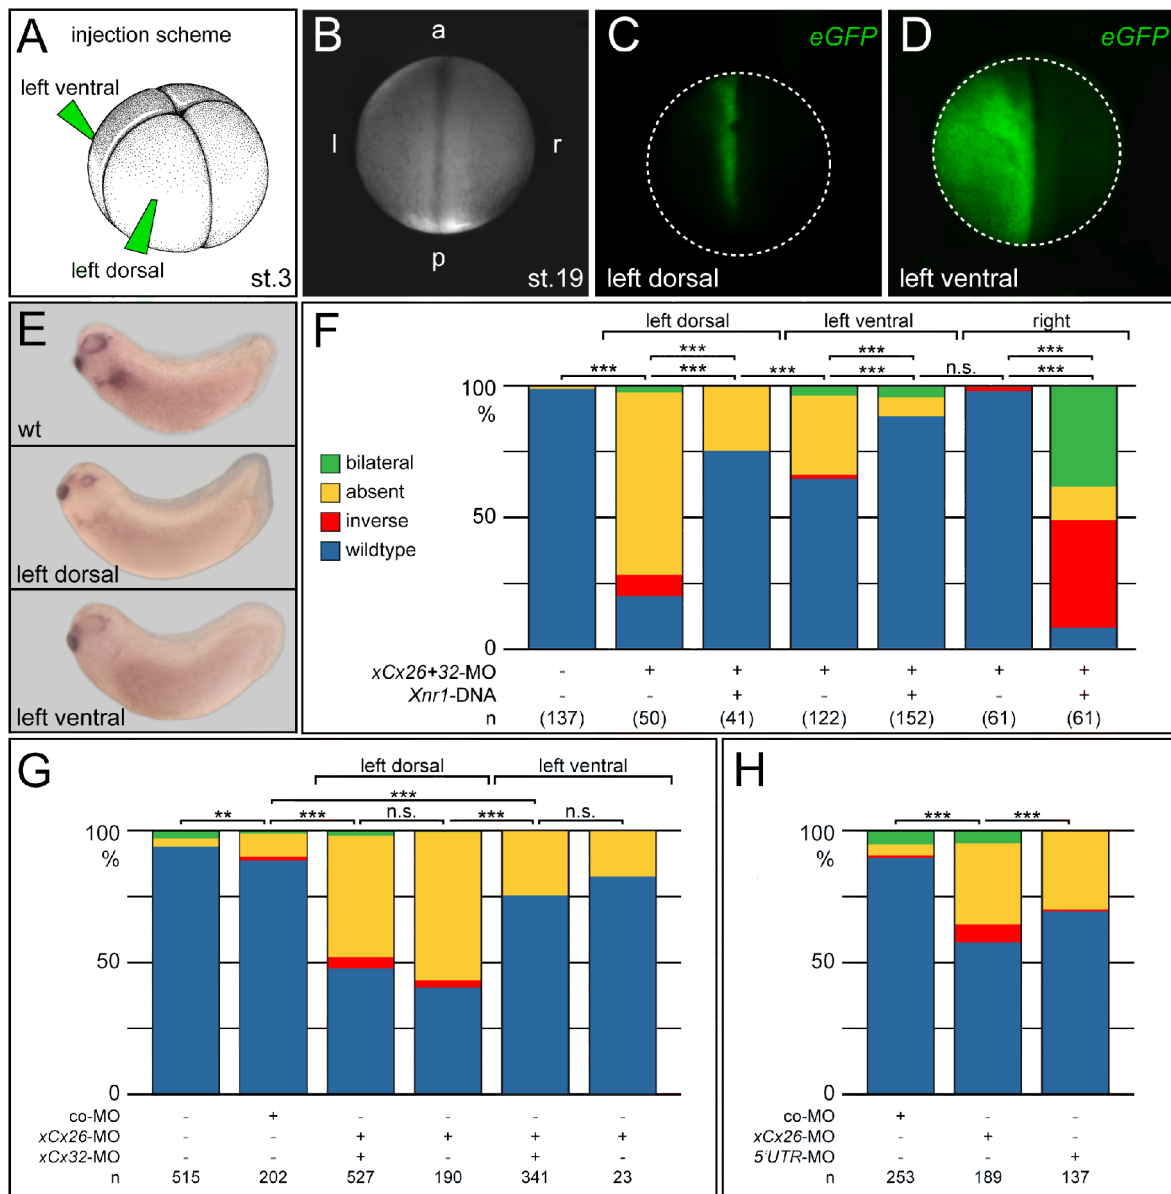 A injection scheme
left ventral
left dorsal
st.3
B
a
l
r
p
st.19
C
eGFP
left dorsal
D
eGFP
left ventral
E
wt
left dorsal
left ventral
F
left dorsal left ventral right
*** *** ***
*** *** *** *** n.s. ***
100
%
50
0
bilateral
absent
inverse
wildtype
xCx26+32-MO - + + + + + +
Xnr1-DNA - - + - + - +
n (137) (50) (41) (122) (152) (61) (61)
G
left dorsal left ventral
***
** *** n.s. *** n.s.
100
%
50
0
co-MO - + - - - -
xCx26-MO - - + + + +
xCx32-MO - - + - + -
n 515 202 527 190 341 23
H
*** ***
100
%
50
0
co-MO + - -
xCx26-MO - + -
5'UTR-MO - - +
n 253 189 137